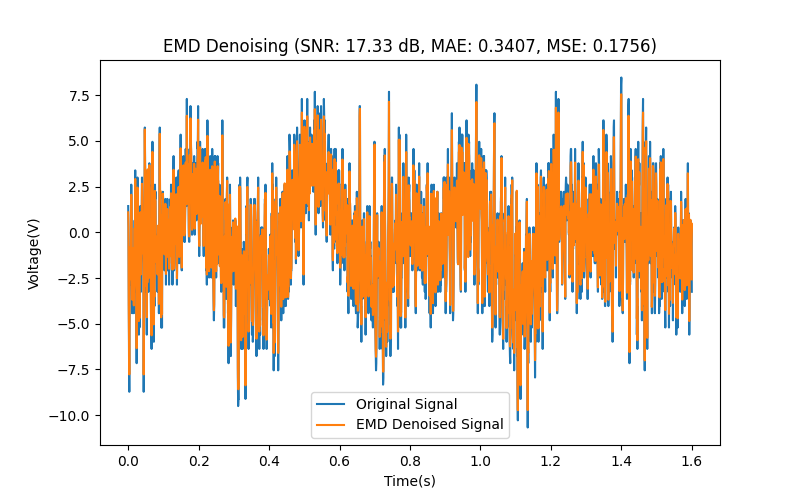 EMD Denoising (SNR: 17.33 dB, MAE: 0.3407, MSE: 0.1756)
7.5
5.0
2.5
0.0
−2.5
−5.0
−7.5
−10.0
Voltage(V)
Original Signal
EMD Denoised Signal
0.0 0.2 0.4 0.6 0.8 1.0 1.2 1.4 1.6
Time(s)